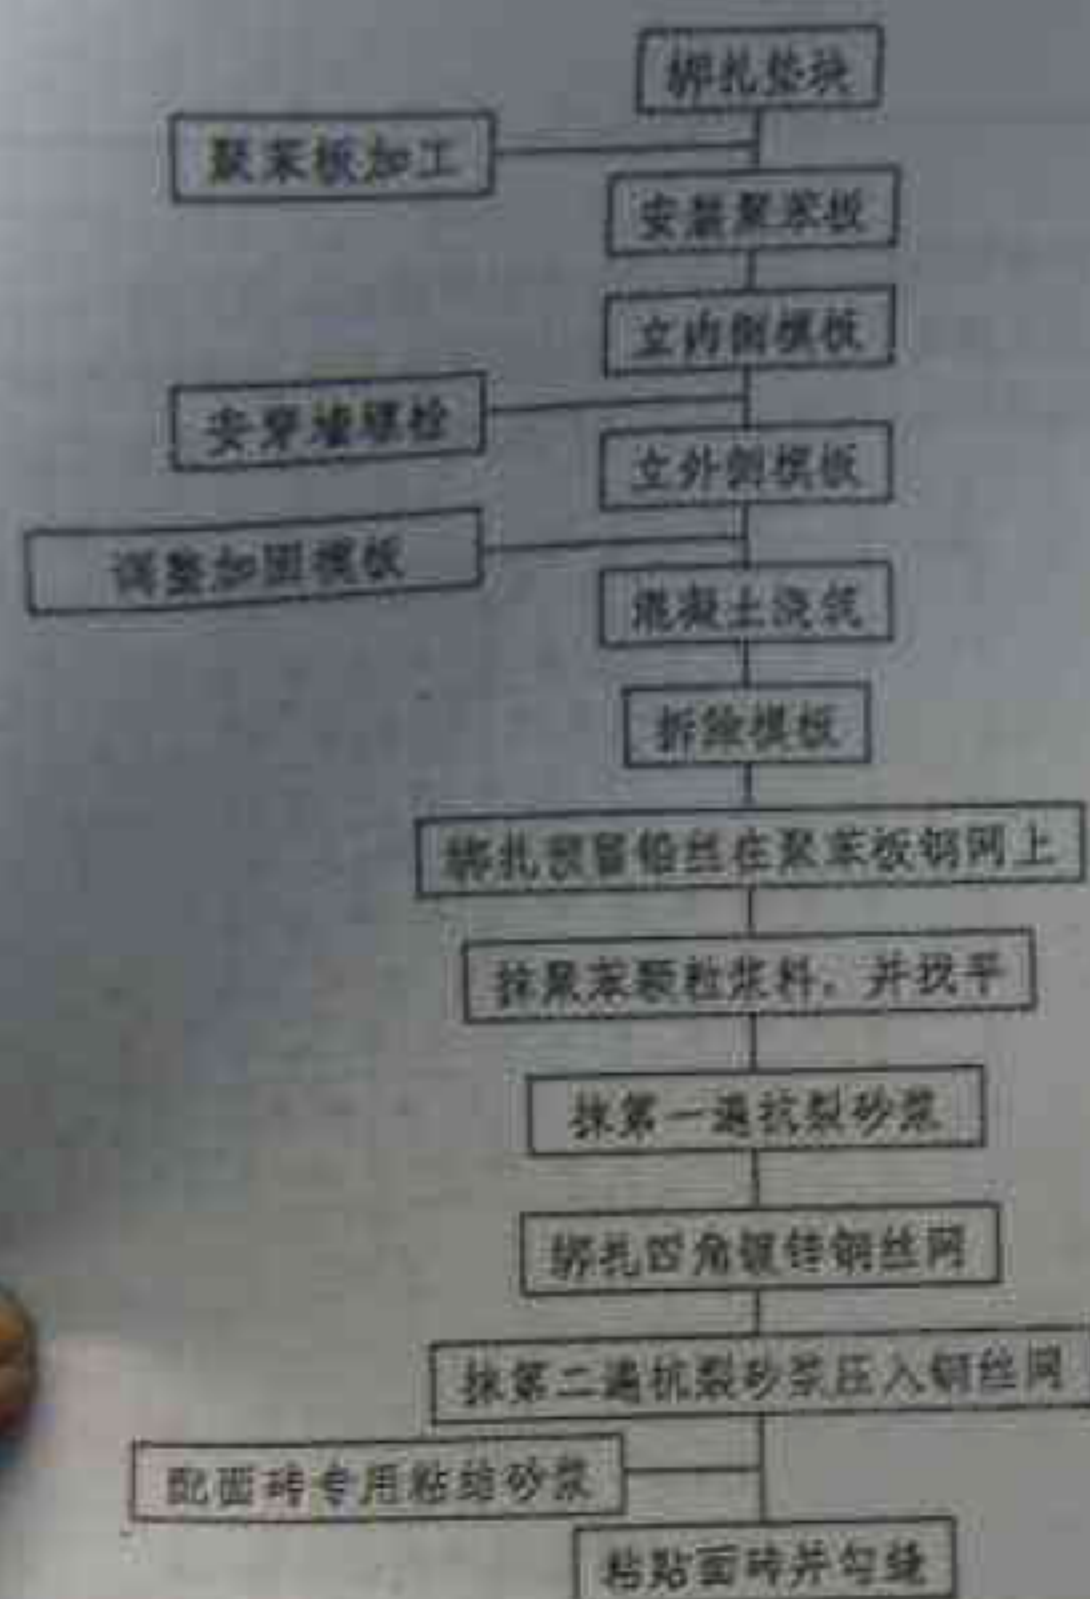 绑扎垫块
聚苯板加工
安装聚苯板
立内侧模板
安穿墙螺栓
立外侧模板
调整加固模板
混凝土浇筑
拆除模板
绑扎预留铅丝在聚苯板钢网上
抹聚苯颗粒浆料，并找平
抹第一遍抗裂砂浆
绑扎四角镀锌钢丝网
抹第二遍抗裂砂浆压入钢丝网
配面砖专用粘结砂浆
粘贴面砖并勾缝